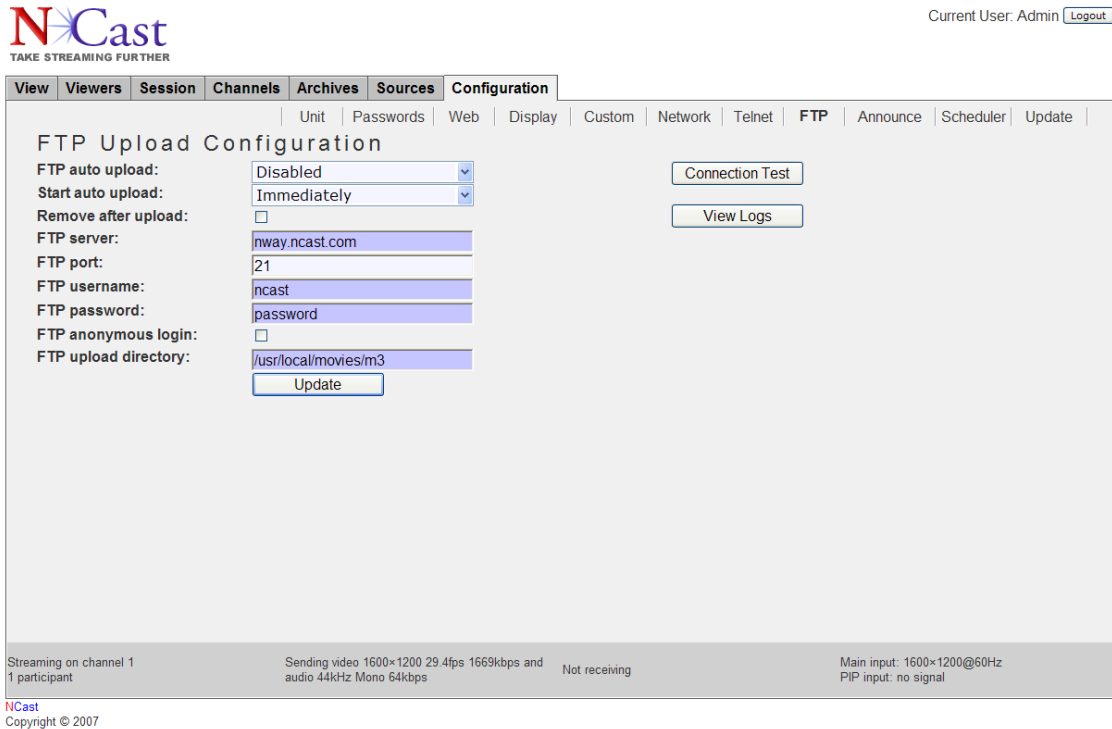 NCast
TAKE STREAMING FURTHER
Current User: Admin Logout
View Viewers Session Channels Archives Sources Configuration
Unit Passwords Web Display Custom Network Telnet FTP Announce Scheduler Update
FTP Upload Configuration
FTP auto upload: Disabled Connection Test
Start auto upload: Immediately
Remove after upload: View Logs
FTP server: nway.ncast.com
FTP port: 21
FTP username: ncast
FTP password: password
FTP anonymous login:
FTP upload directory: /usr/local/movies/m3
Update
Streaming on channel 1
1 participant
Sending video 1600×1200 29.4fps 1669kbps and
audio 44kHz Mono 64kbps
Not receiving
Main input: 1600×1200@60Hz
PIP input: no signal
NCast
Copyright © 2007